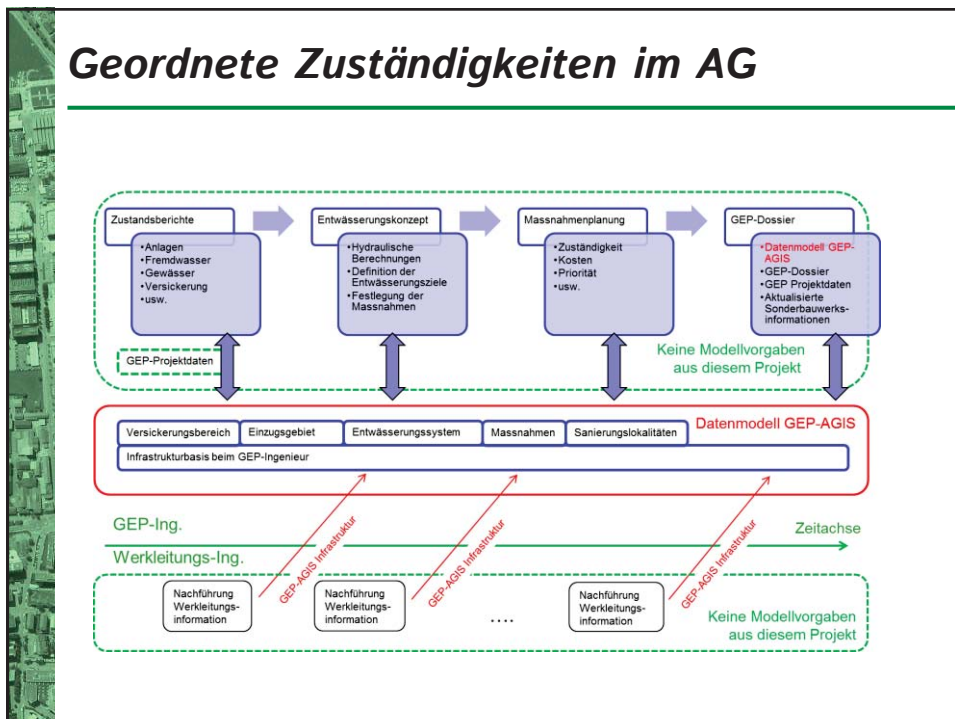 Geordnete Zuständigkeiten im AG
Zustandsberichte
•Anlagen
•Fremdwasser
•Gewässer
•Versickerung
•usw.
Entwässerungskonzept
•Hydraulische
Berechnungen
•Definition der
Entwässerungsziele
•Festlegung der
Massnahmen
Massnahmenplanung
•Zuständigkeit
•Kosten
•Priorität
•usw.
GEP-Dossier
•Datenmodell GEP-
AGIS
•GEP-Dossier
•GEP Projektdaten
•Aktualisierte
Sonderbauwerks-
informationen
GEP-Projektdaten
Keine Modellvorgaben
aus diesem Projekt
Datenmodell GEP-AGIS
Versickerungsbereich
Einzugsgebiet
Entwässerungssystem
Massnahmen
Sanierungslokalitäten
Infrastrukturbasis beim GEP-Ingenieur
GEP-AGIS Infrastruktur
GEP-AGIS Infrastruktur
GEP-AGIS Infrastruktur
GEP-Ing.
Zeitachse
Werkleitungs-Ing.
Nachführung
Werkleitungs-
information
Nachführung
Werkleitungs-
information
....
Nachführung
Werkleitungs-
information
Keine Modellvorgaben
aus diesem Projekt